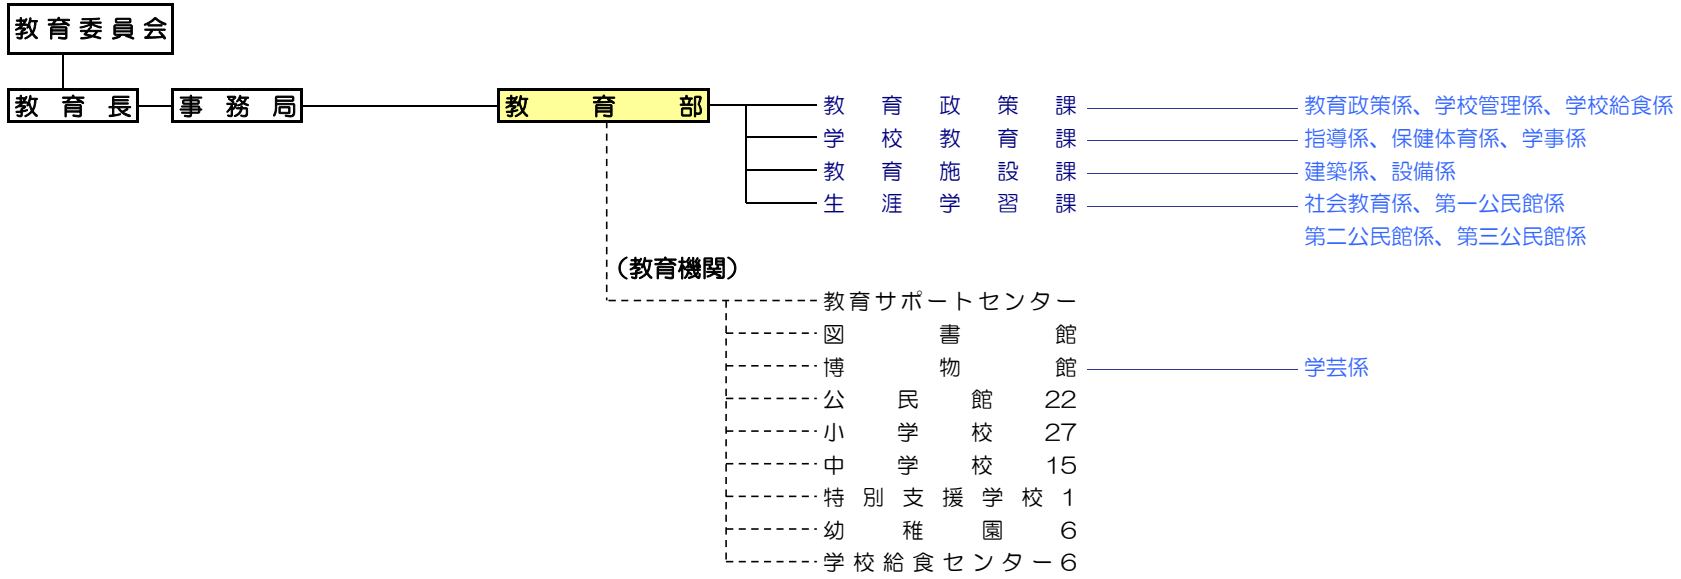 教育委員会
教育長 事務局 教育部 教育政策課 教育政策係、学校管理係、学校給食係
学校教育課 指導係、保健体育係、学事係
教育施設課 建築係、設備係
生涯学習課 社会教育係、第一公民館係
第二公民館係、第三公民館係
（教育機関）
教育サポートセンター
図書館
博物館 学芸係
公民館 22
小学校 27
中学校 15
特別支援学校 1
幼稚園 6
学校給食センター 6